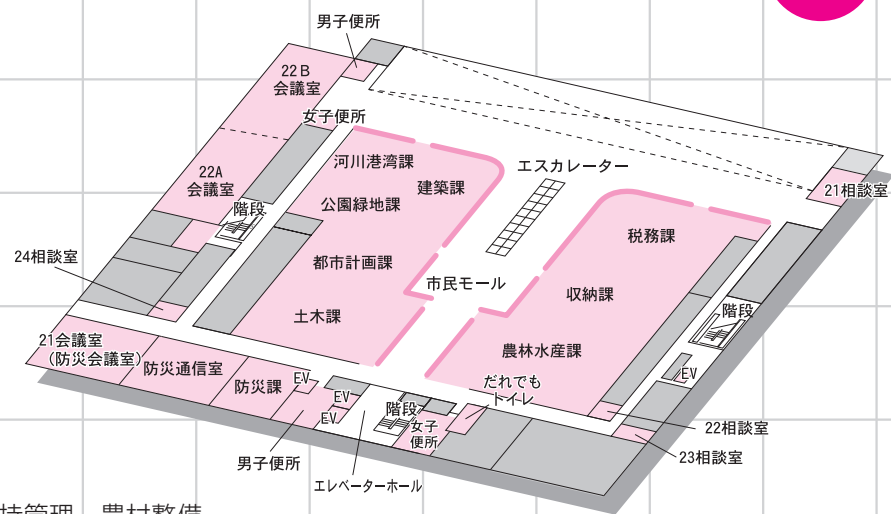 男子便所
22B
会議室
女子便所
河川港湾課
建築課
エスカレーター
21相談室
22A
会議室
公園緑地課
階段
税務課
24相談室
都市計画課
市民モール
収納課
階段
土木課
21会議室
(防災会議室)
防災通信室
農林水産課
防災課
EV
EV
EV
EV
階段
だれでも
トイレ
女子
便所
22相談室
23相談室
男子便所
エレベーターホール
農村整備